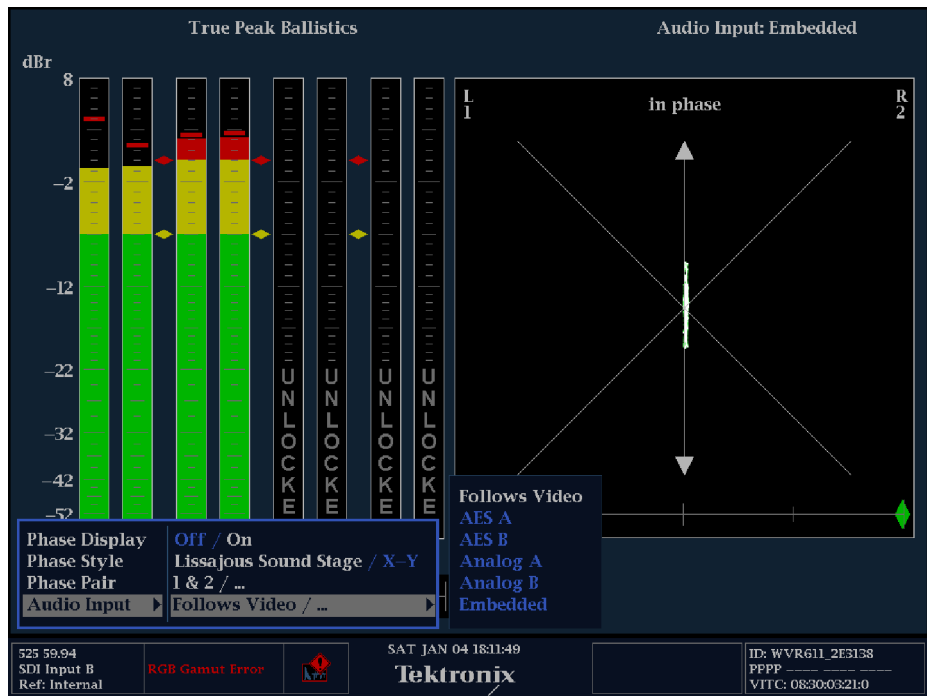 True Peak Ballistics
Audio Input: Embedded
dBr
8
−2
−12
−22
−32
−42
−52
UNLOCKE
UNLOCKE
UNLOCKE
UNLOCKE
L
1
in phase
R
2
Phase Display Off / On
Phase Style Lissajous Sound Stage / X−Y
Phase Pair 1 & 2 / ...
Audio Input Follows Video / ...
Follows Video
AES A
AES B
Analog A
Analog B
Embedded
525 59.94
SDI Input B
Ref: Internal
RGB Gamut Error
SAT JAN 04 18:11:49
Tektronix
ID: WVR611_2E3138
PPPP ---- ---- ----
VITC: 08:30:03:21:0